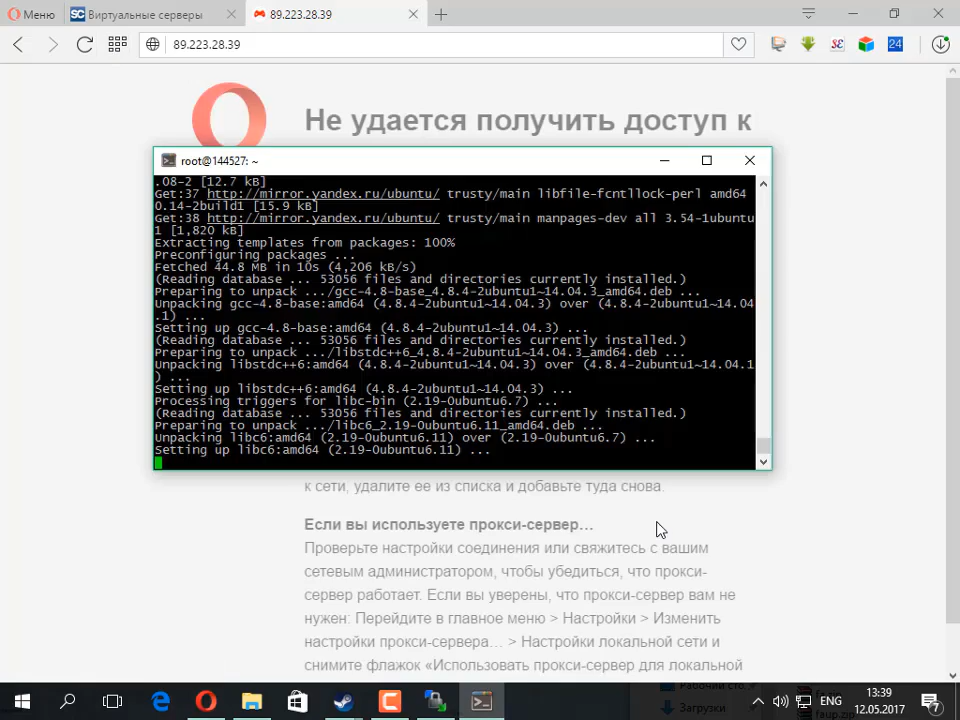 Меню
Виртуальные серверы
89.223.28.39
89.223.28.39
24
Не удается получить доступ к
root@144527: ~
.08-2 [12.7 kB]
Get:37 http://mirror.yandex.ru/ubuntu/ trusty/main libfile-fcntllock-perl amd64
0.14-2build1 [15.9 kB]
Get:38 http://mirror.yandex.ru/ubuntu/ trusty/main manpages-dev all 3.54-1ubuntu
1 [1,820 kB]
Extracting templates from packages: 100%
Preconfiguring packages ...
Fetched 44.8 MB in 10s (4,206 kB/s)
(Reading database ... 53056 files and directories currently installed.)
Preparing to unpack .../gcc-4.8-base_4.8.4-2ubuntu1~14.04.3_amd64.deb ...
Unpacking gcc-4.8-base:amd64 (4.8.4-2ubuntu1~14.04.3) over (4.8.4-2ubuntu1~14.04
.1) ...
Setting up gcc-4.8-base:amd64 (4.8.4-2ubuntu1~14.04.3) ...
(Reading database ... 53056 files and directories currently installed.)
Preparing to unpack .../libstdc++6_4.8.4-2ubuntu1~14.04.3_amd64.deb ...
Unpacking libstdc++6:amd64 (4.8.4-2ubuntu1~14.04.3) over (4.8.4-2ubuntu1~14.04.1
) ...
Setting up libstdc++6:amd64 (4.8.4-2ubuntu1~14.04.3) ...
Processing triggers for libc-bin (2.19-0ubuntu6.7) ...
(Reading database ... 53056 files and directories currently installed.)
Preparing to unpack .../libc6_2.19-0ubuntu6.11_amd64.deb ...
Unpacking libc6:amd64 (2.19-0ubuntu6.11) over (2.19-0ubuntu6.7) ...
Setting up libc6:amd64 (2.19-0ubuntu6.11) ...
к сети, удалите ее из списка и добавьте туда снова.
Если вы используете прокси-сервер…
Проверьте настройки соединения или свяжитесь с вашим
сетевым администратором, чтобы убедиться, что прокси-
сервер работает. Если вы уверены, что прокси-сервер вам не
нужен: Перейдите в главное меню > Настройки > Изменить
настройки прокси-сервера… > Настройки локальной сети и
снимите флажок «Использовать прокси-сервер для локальной
Загрузки
ENG
13:39
12.05.2017
7